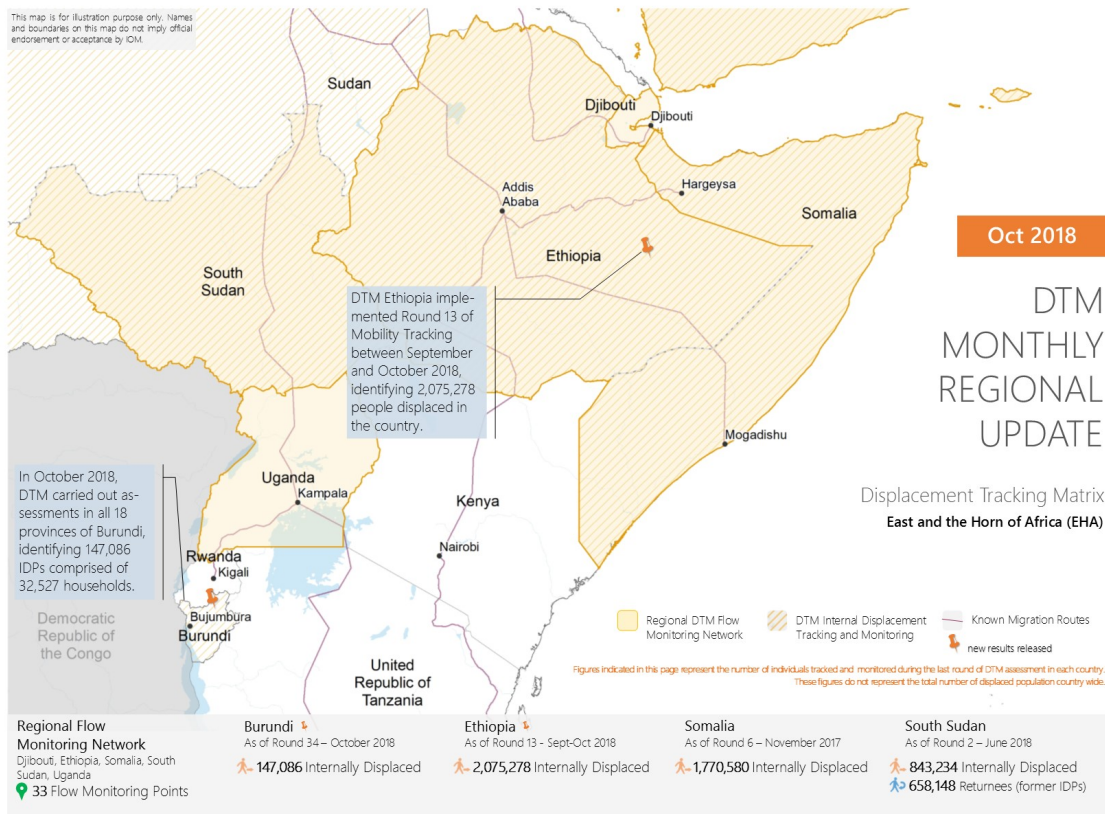 This map is for illustration purpose only. Names
and boundaries on this map do not imply official
endorsement or acceptance by IOM.
Sudan
Djibouti
Djibouti
Hargeysa
Addis
Ababa
Somalia
Ethiopia
South
Sudan
Oct 2018
DTM
MONTHLY
REGIONAL
UPDATE
Displacement Tracking Matrix
East and the Horn of Africa (EHA)
DTM Ethiopia imple-
mented Round 13 of
Mobility Tracking
between September
and October 2018,
identifying 2,075,278
people displaced in
the country.
Mogadishu
In October 2018,
DTM carried out as-
sessments in all 18
provinces of Burundi,
identifying 147,086
IDPs comprised of
32,527 households.
Uganda
Kampala
Kenya
Nairobi
Rwanda
Kigali
Bujumbura
Burundi
Democratic
Republic of
the Congo
United
Republic of
Tanzania
Regional DTM Flow
Monitoring Network
DTM Internal Displacement
Tracking and Monitoring
Known Migration Routes
new results released
Figures indicated in this page represent the number of individuals tracked and monitored during the last round of DTM assessment in each country.
These figures do not represent the total number of displaced population country wide.
Regional Flow
Monitoring Network
Djibouti, Ethiopia, Somalia, South
Sudan, Uganda
33 Flow Monitoring Points
Burundi
As of Round 34 – October 2018
147,086 Internally Displaced
Ethiopia
As of Round 13 - Sept-Oct 2018
2,075,278 Internally Displaced
Somalia
As of Round 6 – November 2017
1,770,580 Internally Displaced
South Sudan
As of Round 2 – June 2018
843,234 Internally Displaced
658,148 Returnees (former IDPs)